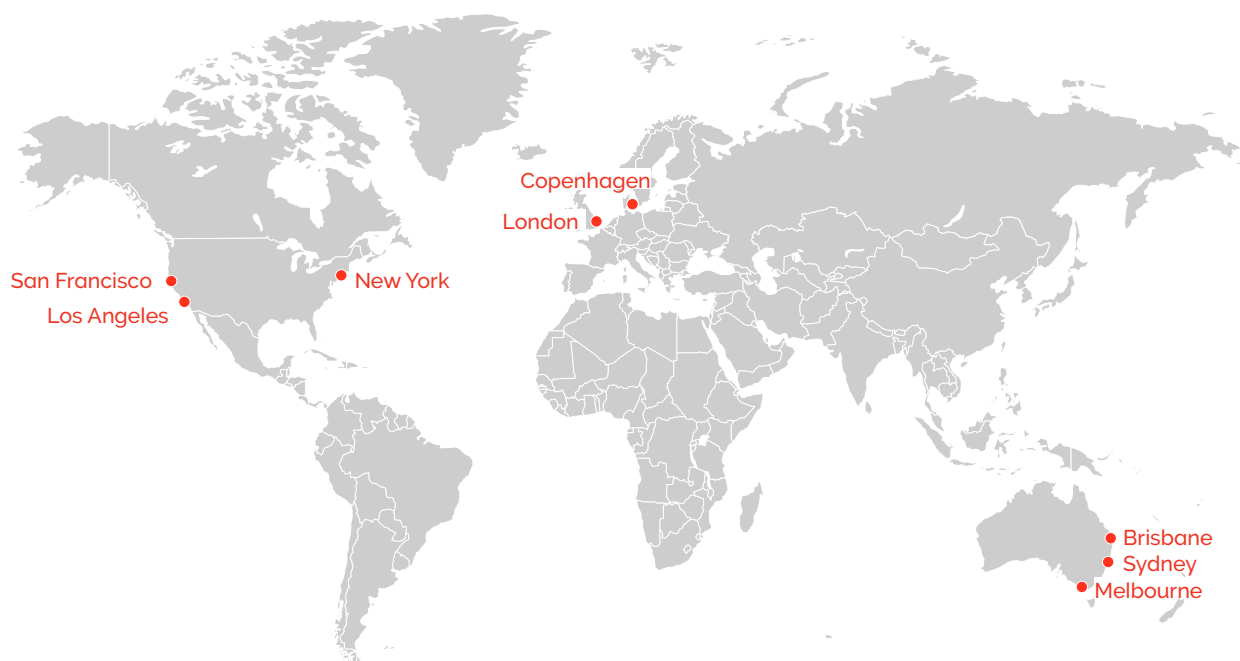 Copenhagen
London
San Francisco
New York
Los Angeles
Brisbane
Sydney
Melbourne